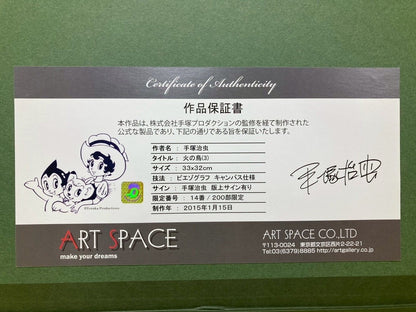 Certificate of Authenticity
作品保証書
本作品は、株式会社手塚プロダクションの監修を経て制作された
公式な製品であり、下記の通りである旨を保証いたします。
作者名 : 手塚治虫
タイトル : 火の鳥(3)
サイズ : 33x32cm
技法 : ピエゾグラフ キャンバス仕様
サイン : 手塚治虫 版上サイン有り
限定番号 : 14番 / 200部限定
制作年 : 2015年1月15日
手塚治虫
©Tezuka Productions
ART SPACE
make your dreams
ART SPACE CO.,LTD
〒113-0024 東京都文京区西片2-22-21
Tel:03(6379)8885 http://artgallery.co.jp